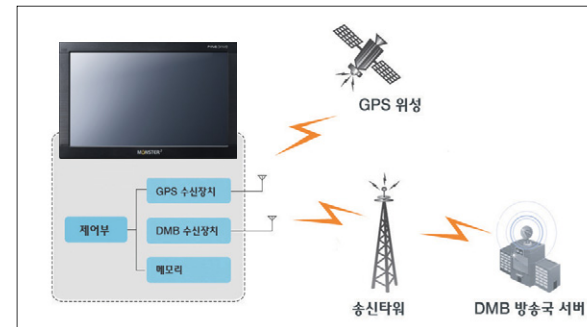 MONSTER
GPS 위성
GPS 수신장치
제어부
DMB 수신장치
메모리
송신타워
DMB 방송국 서버